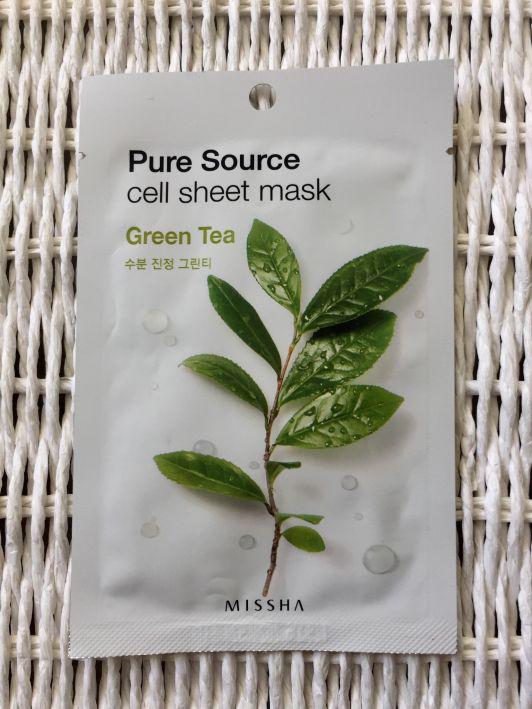 Pure Source
cell sheet mask
Green Tea
수분 진정 그린티
MISSHA